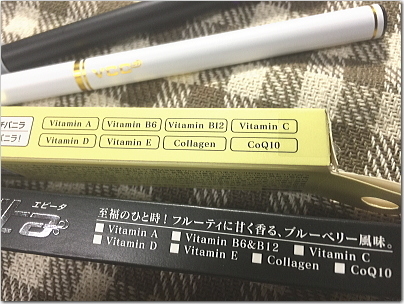 バニラ
バニラ!
Vitamin A Vitamin B6 Vitamin B12 Vitamin C
Vitamin D Vitamin E Collagen CoQ10
エビータ
至福のひと時！フルーティに甘く香る、ブルーベリー風味。
Vitamin A Vitamin B6&B12 Vitamin C
Vitamin D Vitamin E Collagen CoQ10